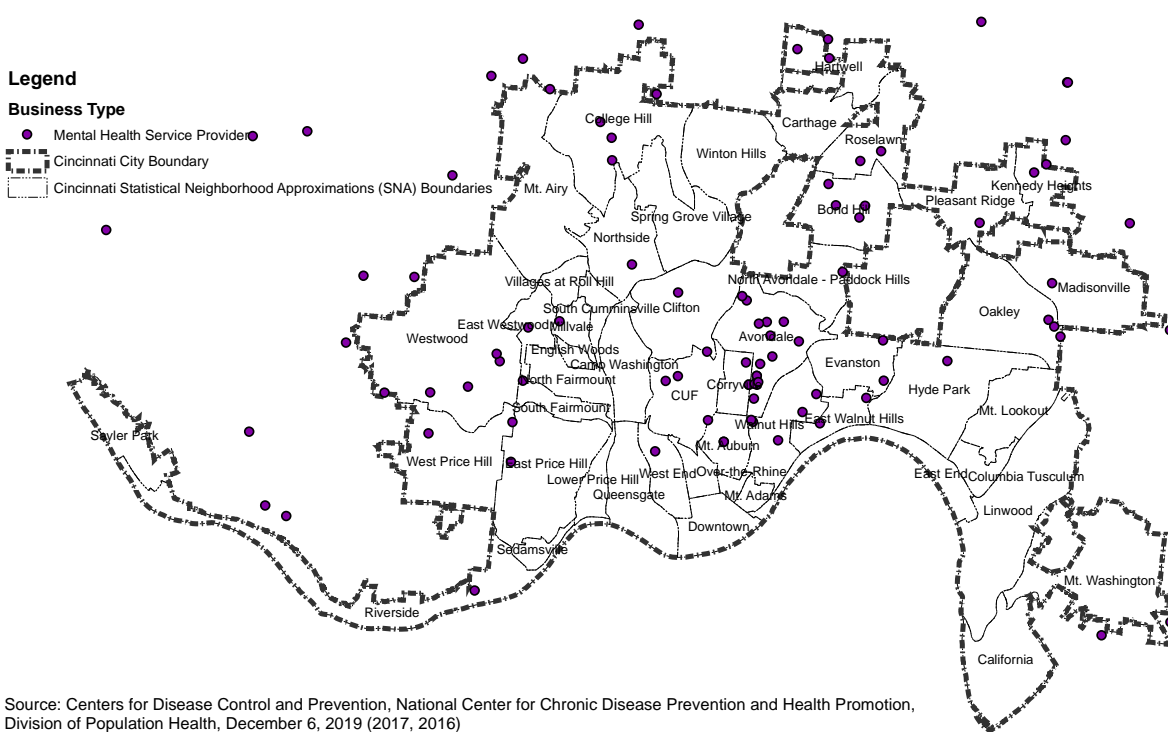 Legend
Business Type
Mental Health Service Providers
Cincinnati City Boundary
Cincinnati Statistical Neighborhood Approximations (SNA) Boundaries
Hartwell
College Hill
Carthage
Roselawn
Winton Hills
Mt. Airy
Kennedy Heights
Pleasant Ridge
Bond Hill
Spring Grove Village
Northside
Villages at Roll Hill
North Avondale - Paddock Hills
Madisonville
South Cumminsville
Clifton
Oakley
East Westwood
Millvale
Westwood
Avondale
English Woods
Camp Washington
Evanston
North Fairmount
Corryville
Hyde Park
CUF
South Fairmount
Mt. Lookout
Walnut Hills
East Walnut Hills
Sayler Park
Mt. Auburn
West Price Hill
East Price Hill
West End
Over-the-Rhine
East End
Columbia Tusculum
Lower Price Hill
Queensgate
Mt. Adams
Linwood
Downtown
Sedamsville
Mt. Washington
Riverside
California
Source: Centers for Disease Control and Prevention, National Center for Chronic Disease Prevention and Health Promotion,
Division of Population Health, December 6, 2019 (2017, 2016)